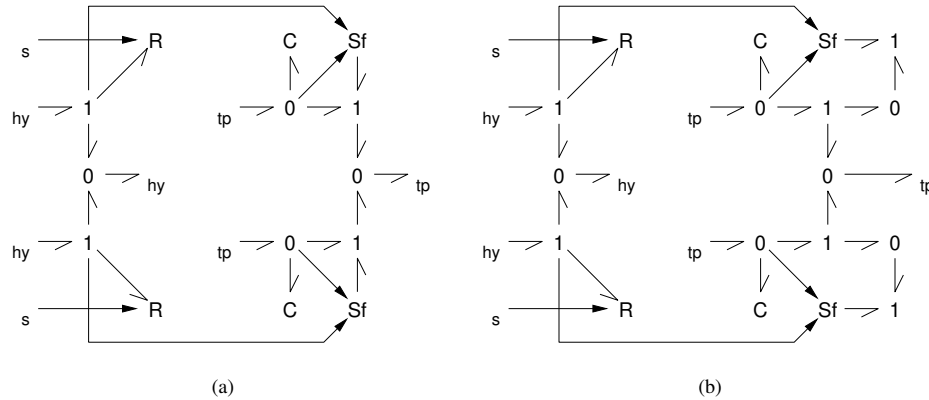 s R C Sf s R C Sf 1
hy 1 tp 0 1 hy 1 tp 0 1 0
0 hy 0 tp 0 hy 0 tp
hy 1 tp 0 1 hy 1 tp 0 1 0
s R C Sf s R C Sf 1
(a) (b)